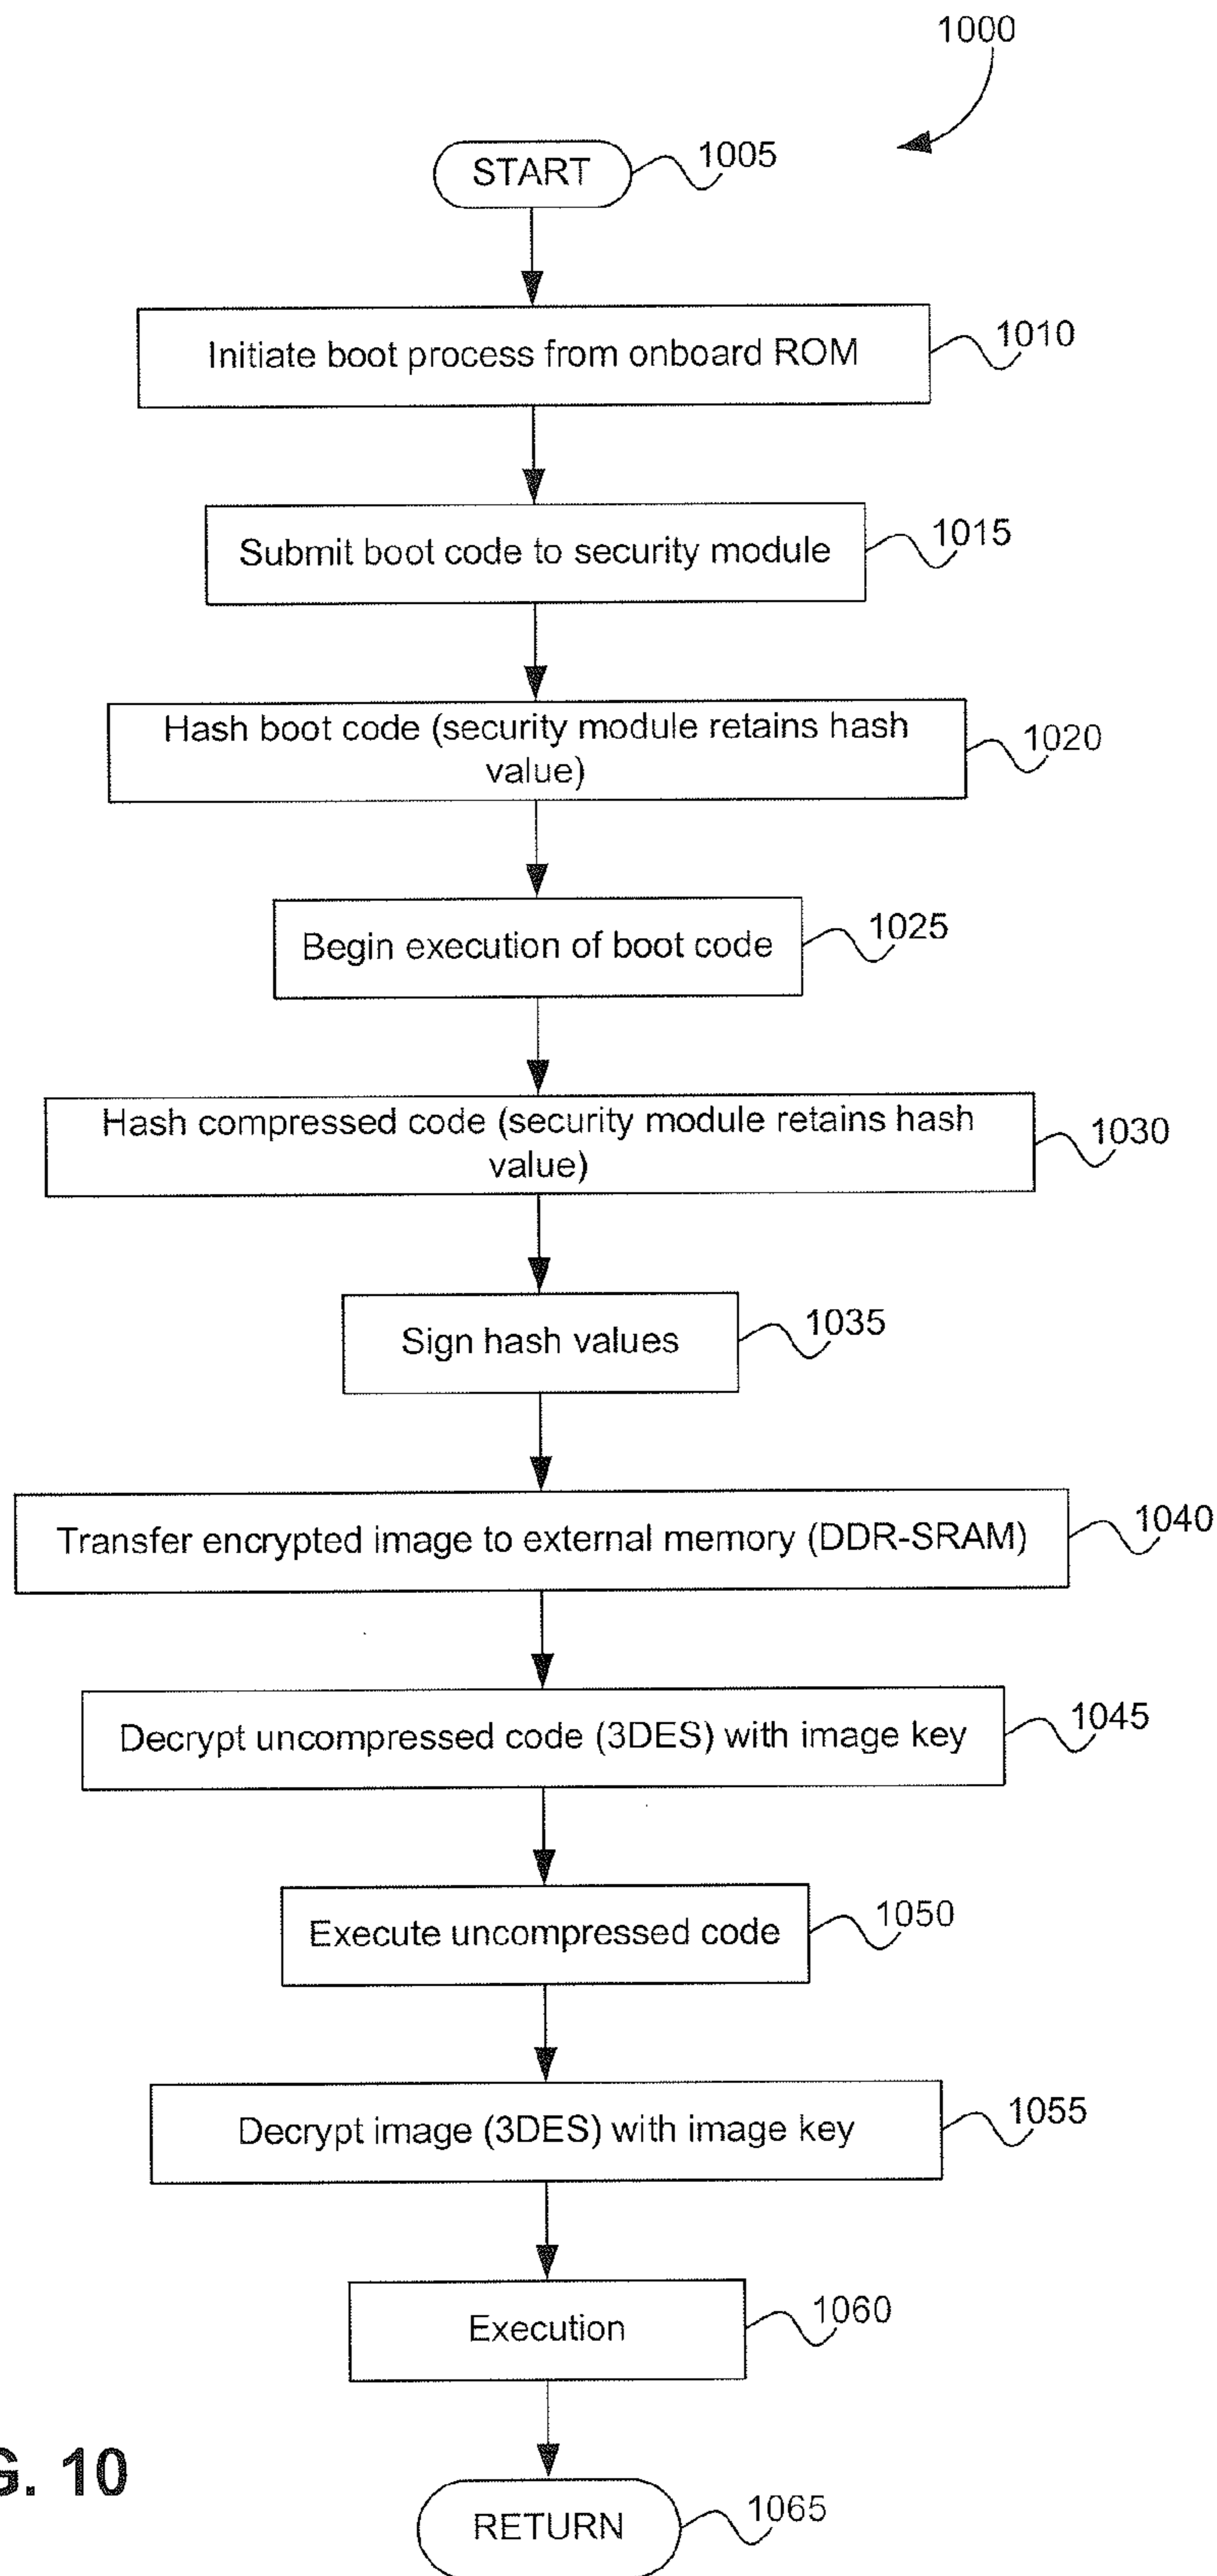 1000
START
1005
Initiate boot process from onboard ROM
1010
Submit boot code to security module
1015
Hash boot code (security module retains hash
value)
1020
Begin execution of boot code
1025
Hash compressed code (security module retains hash
value)
1030
Sign hash values
1035
Transfer encrypted image to external memory (DDR-SRAM)
1040
Decrypt uncompressed code (3DES) with image key
1045
Execute uncompressed code
1050
Decrypt image (3DES) with image key
1055
Execution
1060
G. 10
RETURN
1065